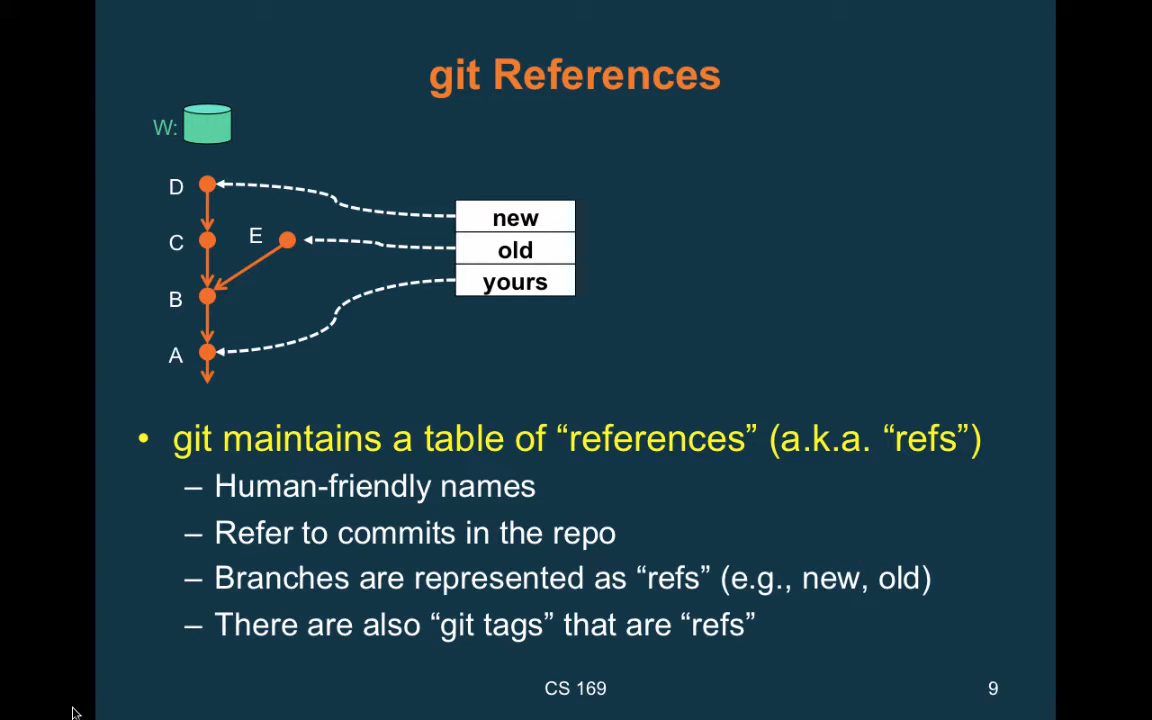 git References
W:
D
C
E
B
A
new
old
yours
• git maintains a table of “references” (a.k.a. “refs”)
– Human-friendly names
– Refer to commits in the repo
– Branches are represented as “refs” (e.g., new, old)
– There are also “git tags” that are “refs”
CS 169
9